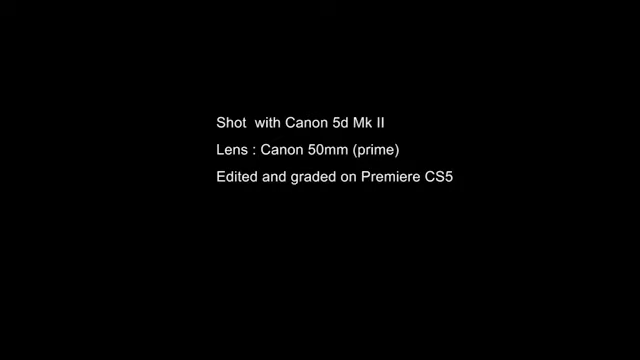 Shot  with Canon 5d Mk II
Lens : Canon 50mm (prime)
Edited and graded on Premiere CS5